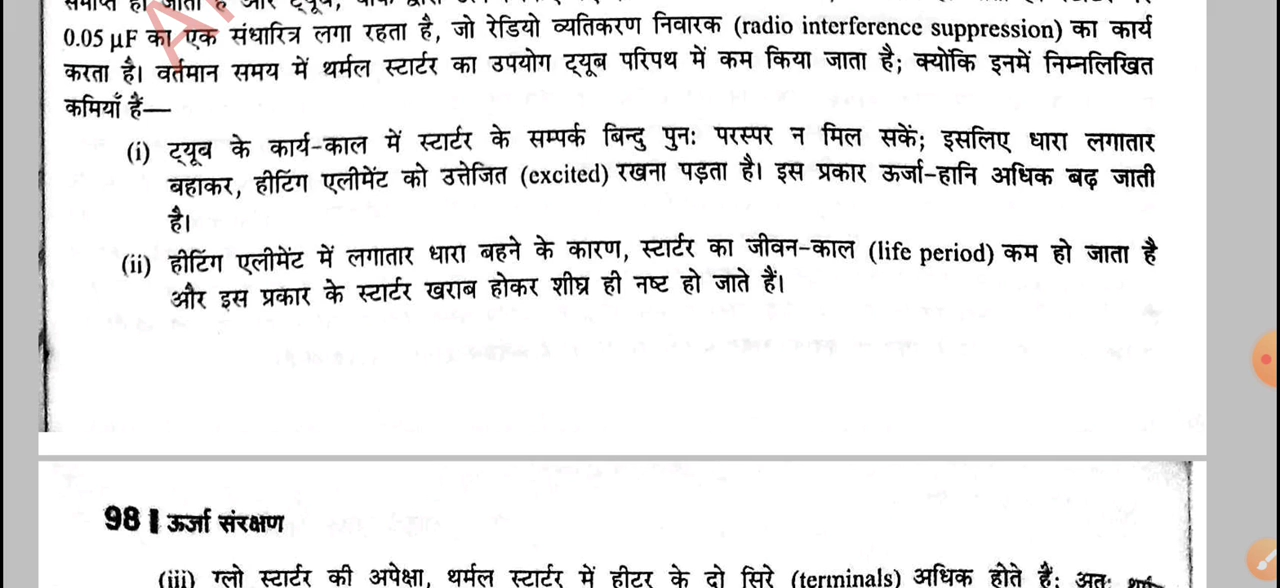 समाप्त हो जाता है और ट्यूब,
0.05 μF का एक संधारित्र लगा रहता है, जो रेडियो व्यतिकरण निवारक (radio interference suppression) का कार्य
करता है। वर्तमान समय में थर्मल स्टार्टर का उपयोग ट्यूब परिपथ में कम किया जाता है; क्योंकि इनमें निम्नलिखित
कमियाँ हैं—
(i) ट्यूब के कार्य-काल में स्टार्टर के सम्पर्क बिन्दु पुनः परस्पर न मिल सकें; इसलिए धारा लगातार
बहाकर, हीटिंग एलीमेंट को उत्तेजित (excited) रखना पड़ता है। इस प्रकार ऊर्जा-हानि अधिक बढ़ जाती
है।
(ii) हीटिंग एलीमेंट में लगातार धारा बहने के कारण, स्टार्टर का जीवन-काल (life period) कम हो जाता है
और इस प्रकार के स्टार्टर खराब होकर शीघ्र ही नष्ट हो जाते हैं।
98 | ऊर्जा संरक्षण
(iii) ग्लो स्टार्टर की अपेक्षा, थर्मल स्टार्टर में हीटर के दो सिरे (terminals) अधिक होते हैं; अतः